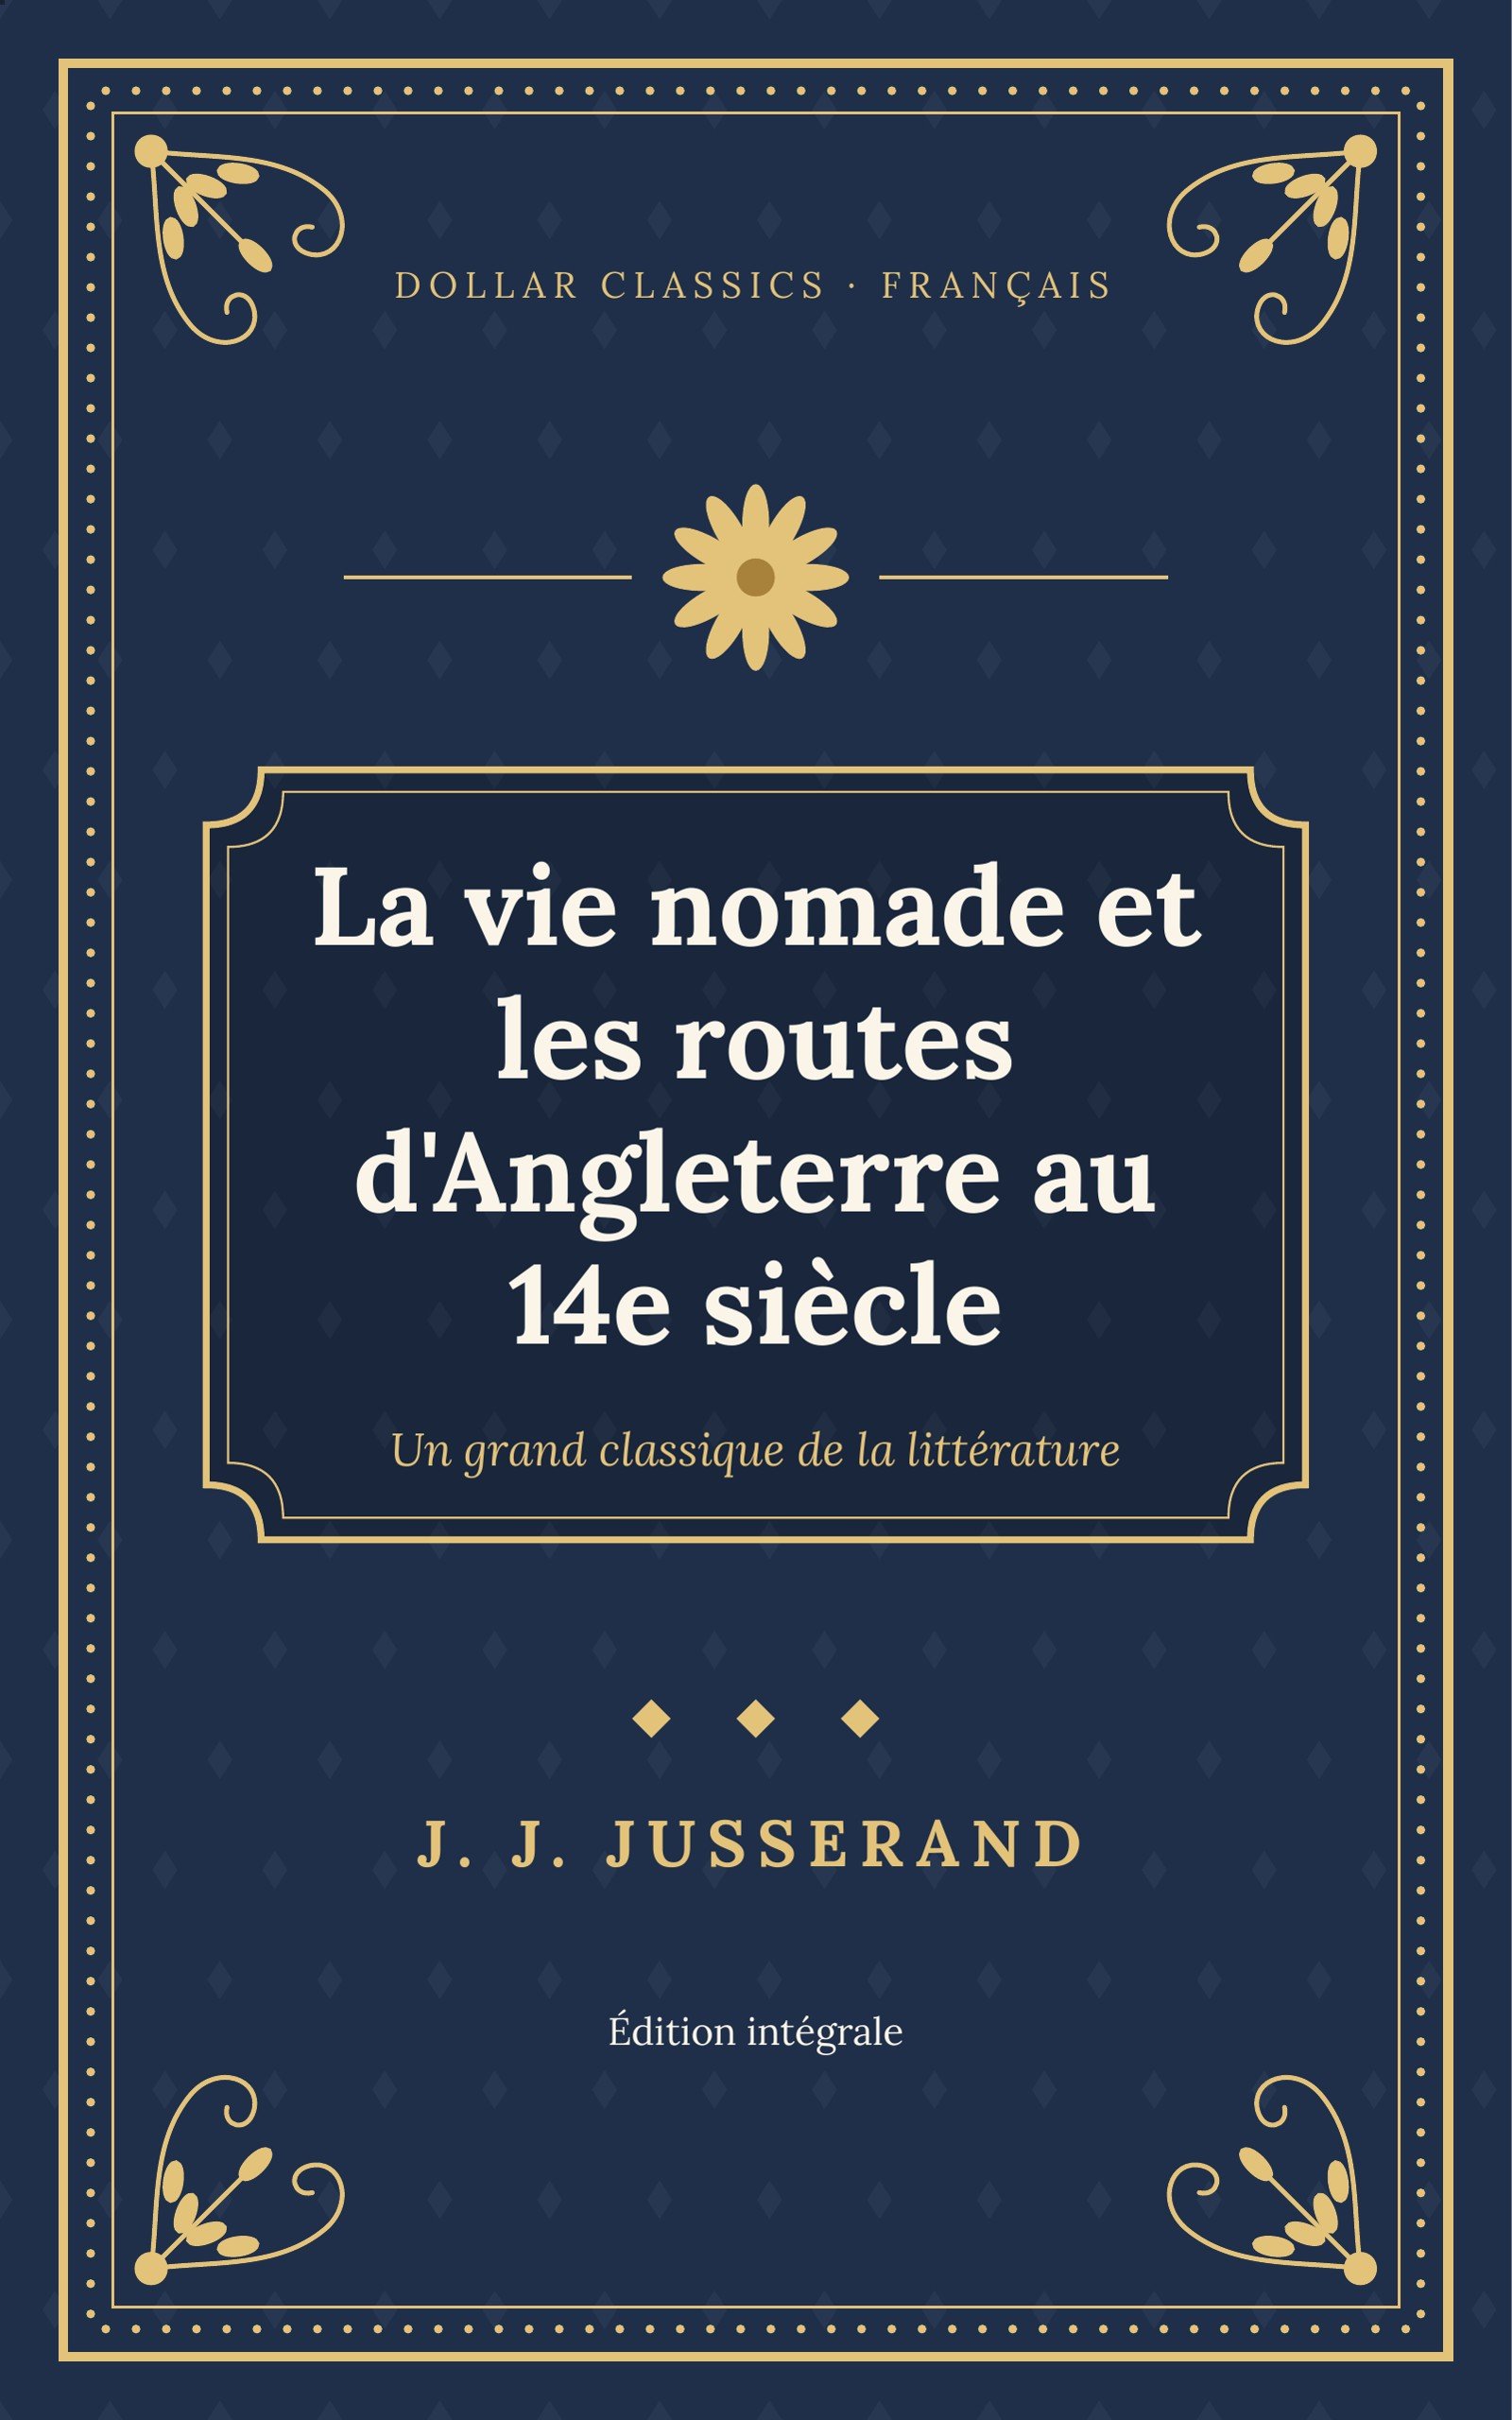 DOLLAR CLASSICS · FRANÇAIS
La vie nomade et
les routes
d'Angleterre au
14e siècle
Un grand classique de la littérature
J. J. JUSSERAND
Édition intégrale